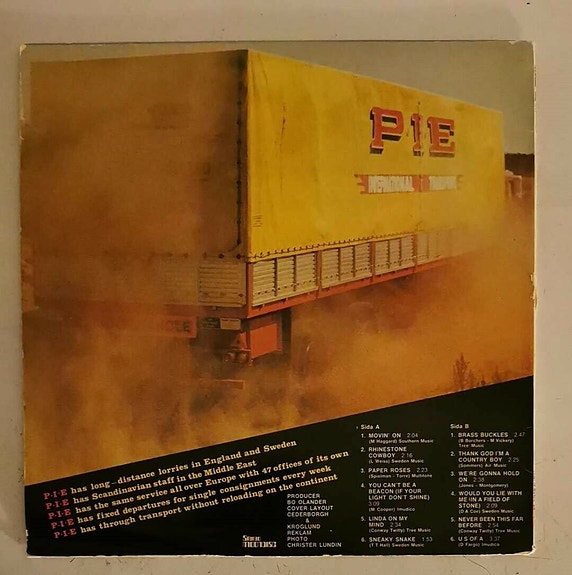 P·I·E
INTERNATIONAL TRANSPORT
P·I·E has long-distance lorries in England and Sweden
P·I·E has Scandinavian staff in the Middle East
P·I·E has the same service all over Europe with 47 offices of its own
P·I·E has fixed departures for single consignments every week
P·I·E has through transport without reloading on the continent
PRODUCER
BO OLANDER
COVER LAYOUT
CEDERBORGH
&
KROGLUND
REKLAM
PHOTO
CHRISTER LUNDIN
Sida A
1. MOVIN' ON 2:04
(M Haggard) Southern Music
2. RHINESTONE
COWBOY 2:16
(L Weiss) Sweden Music
3. PAPER ROSES 2:23
(Spielman - Torre) Multitone
4. YOU CAN'T BE A
BEACON (IF YOUR
LIGHT DON'T SHINE)
3:09
(M Cooper) Imudico
5. LINDA ON MY
MIND 2:34
(Conway Twitty) Tree Music
6. SNEAKY SNAKE 1:53
(T T Hall) Sweden Music
Sida B
1. BRASS BUCKLES 2:47
(B Borchers - M Vickery)
Tree Music
2. THANK GOD I'M A
COUNTRY BOY 2:25
(Sommers) Air Music
3. WE'RE GONNA HOLD
ON 2:38
(Jones - Montgomery)
4. WOULD YOU LIE WITH
ME IN A FIELD OF
STONE) 2:09
(D A Coe) Sweden Music
5. NEVER BEEN THIS FAR
BEFORE 2:54
(Conway Twitty) Tree Music
6. U S OF A 3:37
(D Fargo) Imudico